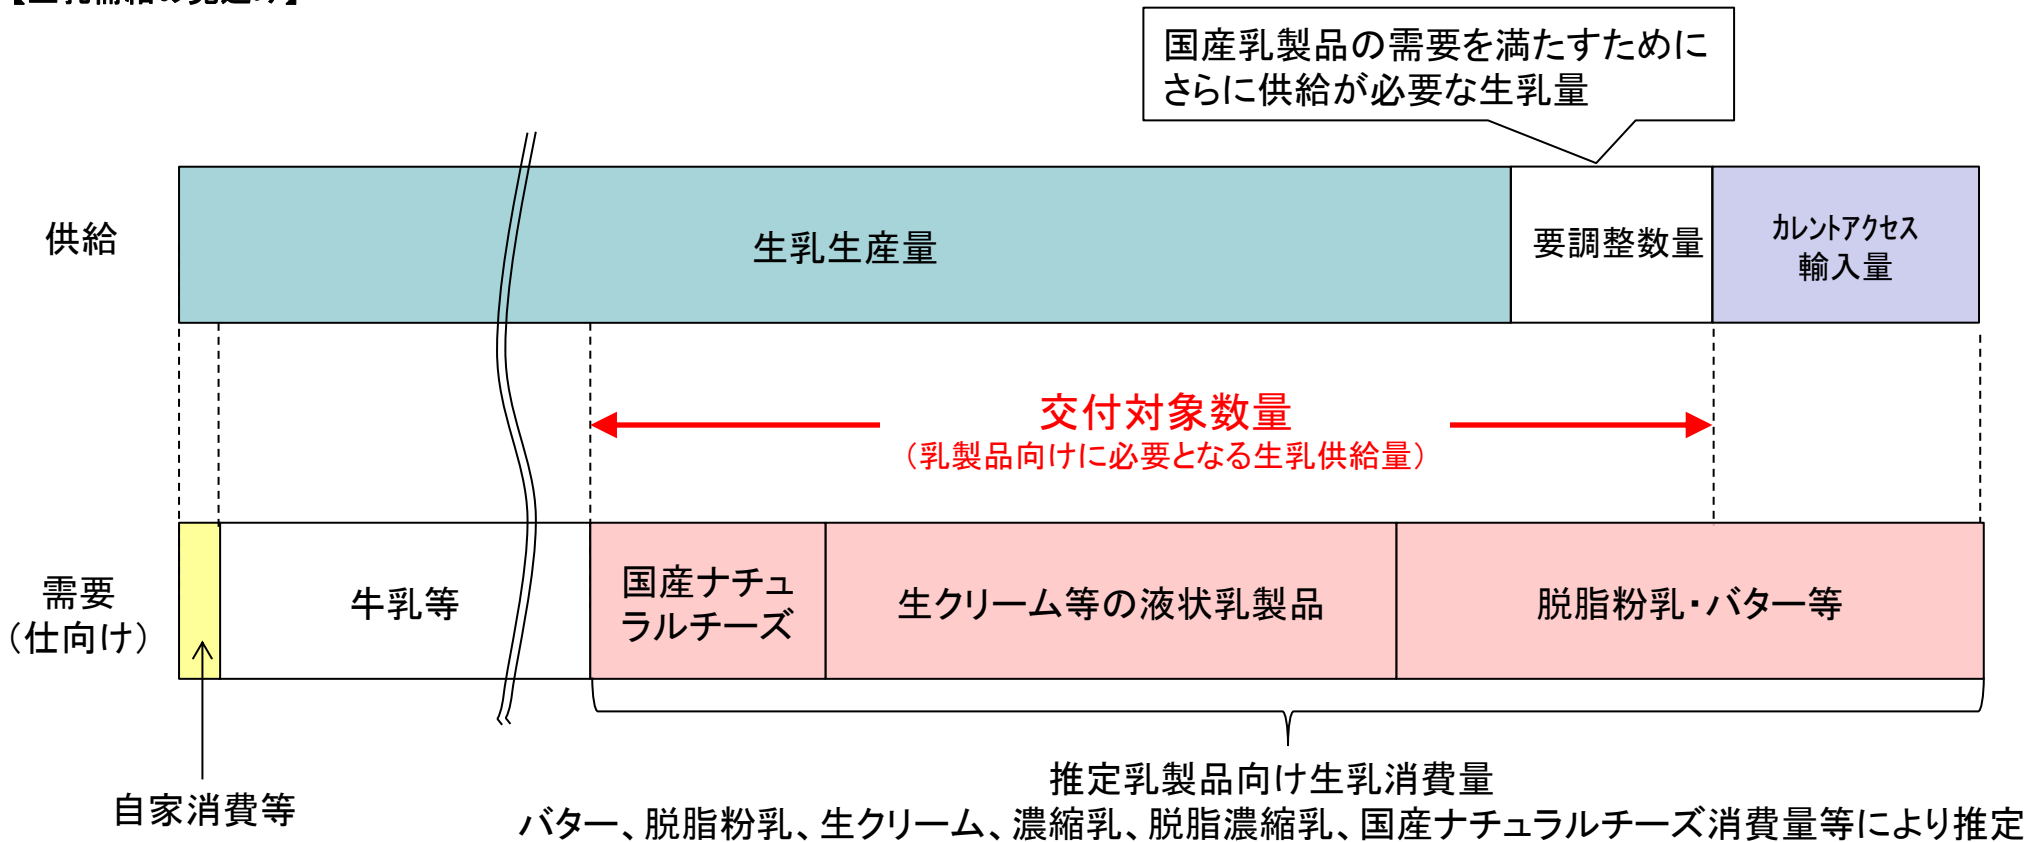 国産乳製品の需要を満たすために
さらに供給が必要な生乳量
供給
生乳生産量
要調整数量
カレントアクセス
輸入量
交付対象数量
（乳製品向けに必要となる生乳供給量）
需要
（仕向け）
牛乳等
国産ナチュ
ラルチーズ
生クリーム等の液状乳製品
脱脂粉乳・バター等
自家消費等
推定乳製品向け生乳消費量
バター、脱脂粉乳、生クリーム、濃縮乳、脱脂濃縮乳、国産ナチュラルチーズ消費量等により推定